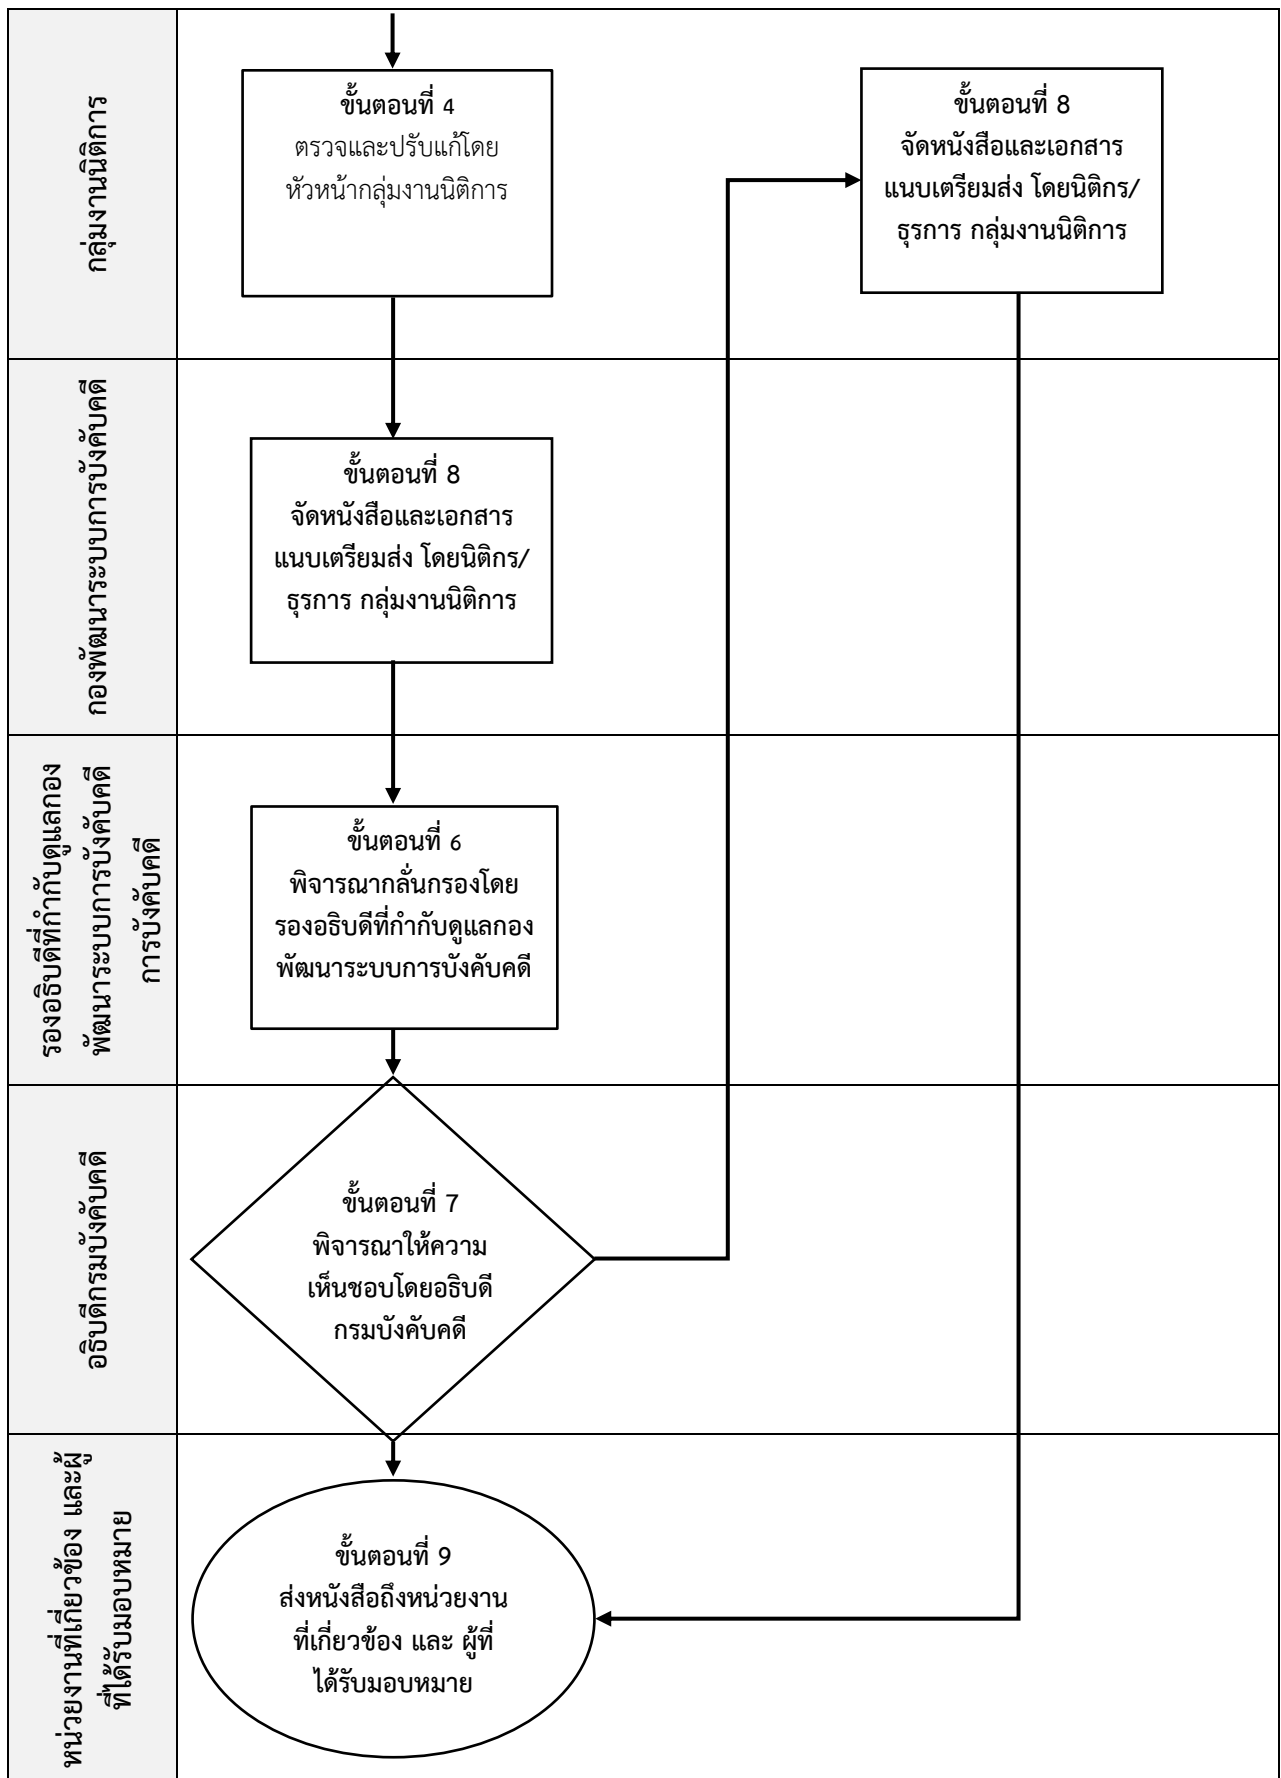 กลุ่มงานนิติการ
ขั้นตอนที่ 4
ตรวจและปรับแก้โดย
หัวหน้ากลุ่มงานนิติการ
ขั้นตอนที่ 8
จัดหนังสือและเอกสาร
แนบเตรียมส่ง โดยนิติกร/
ธุรการ กลุ่มงานนิติการ
กองพัฒนาระบบการบังคับคดี
ขั้นตอนที่ 8
จัดหนังสือและเอกสาร
แนบเตรียมส่ง โดยนิติกร/
ธุรการ กลุ่มงานนิติการ
รองอธิบดีที่กำกับดูแลกอง
พัฒนาระบบการบังคับคดี
การบังคับคดี
ขั้นตอนที่ 6
พิจารณากลั่นกรองโดย
รองอธิบดีที่กำกับดูแลกอง
พัฒนาระบบการบังคับคดี
อธิบดีกรมบังคับคดี
ขั้นตอนที่ 7
พิจารณาให้ความ
เห็นชอบโดยอธิบดี
กรมบังคับคดี
หน่วยงานที่เกี่ยวข้อง และผู้
ที่ได้รับมอบหมาย
ขั้นตอนที่ 9
ส่งหนังสือถึงหน่วยงาน
ที่เกี่ยวข้อง และ ผู้ที่
ได้รับมอบหมาย